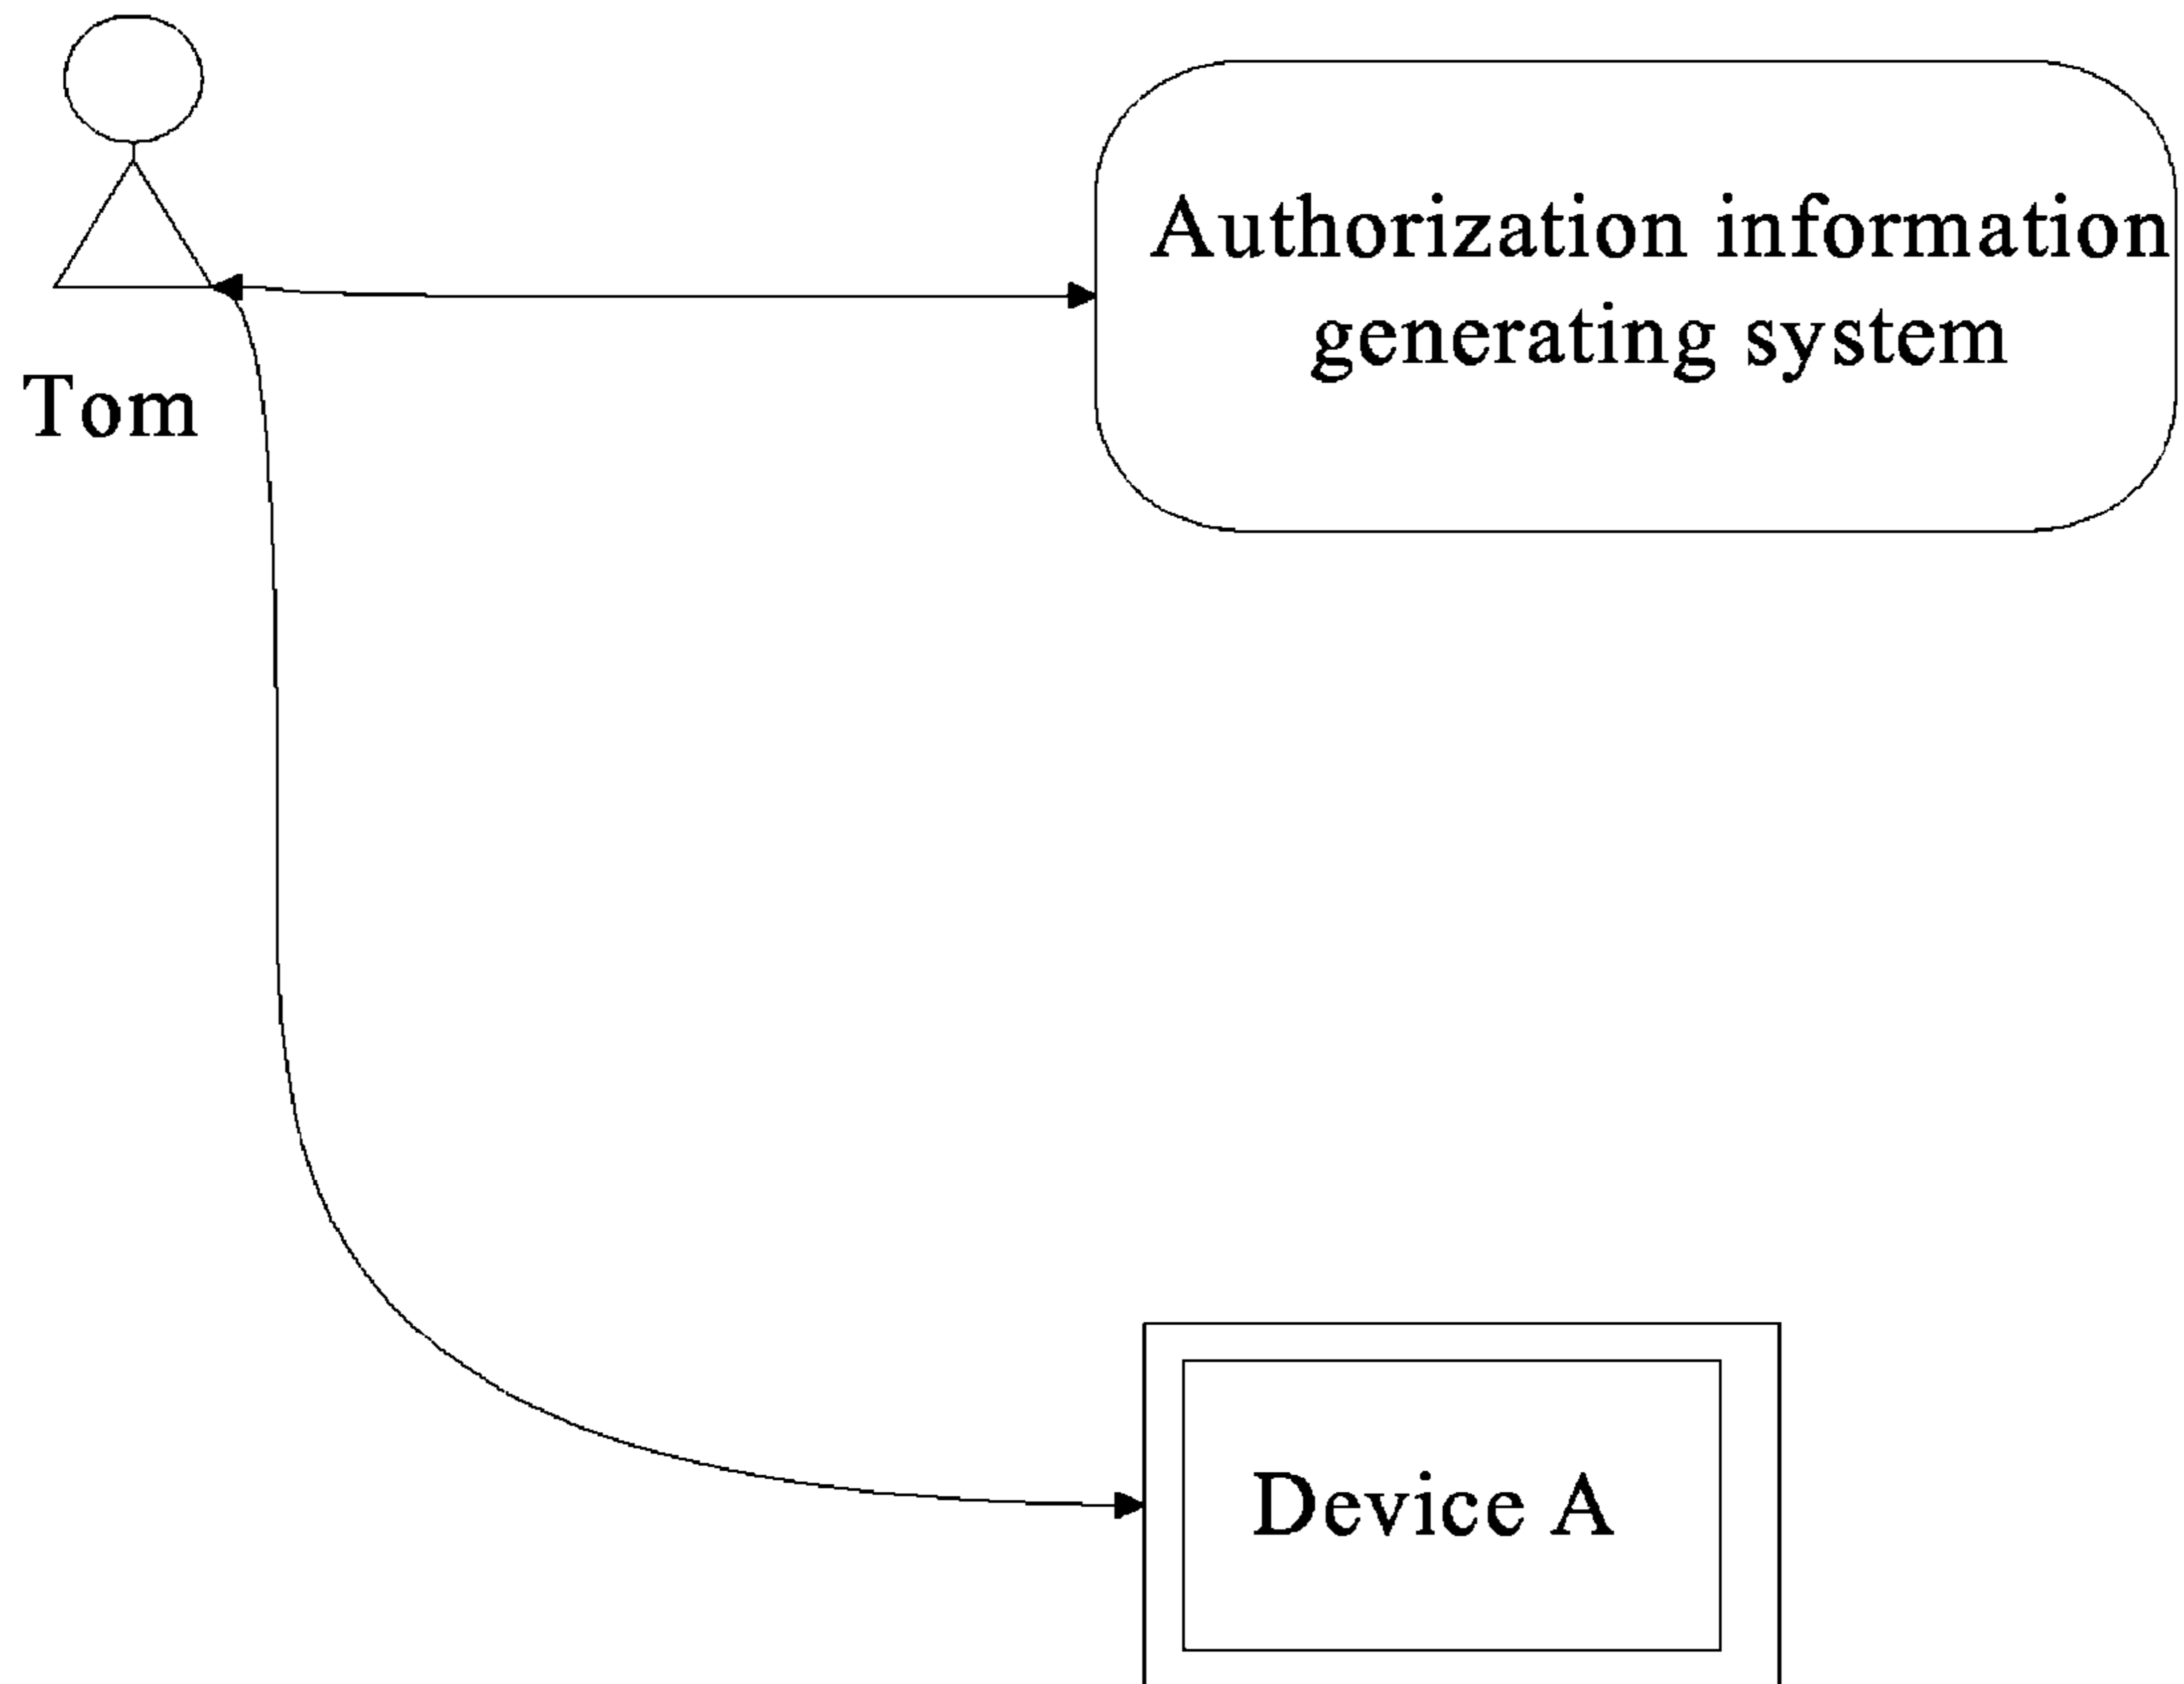 Authorization information
generating system
Tom
Device A